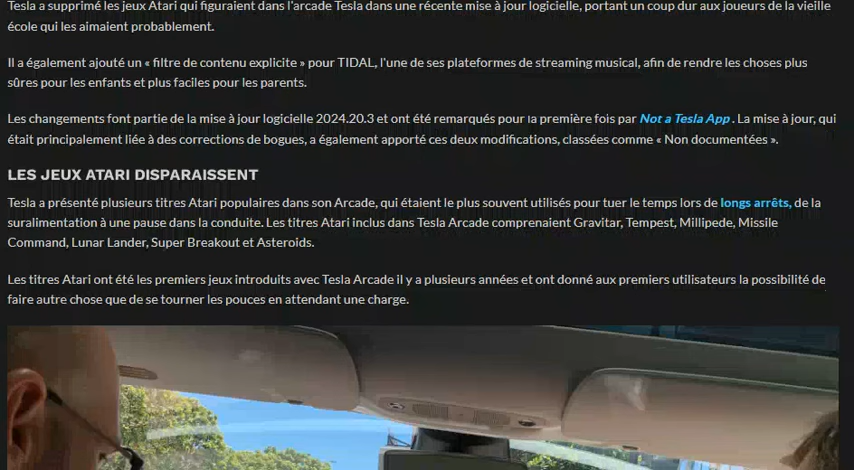 Tesla a supprimé les jeux Atari qui figuraient dans l'arcade Tesla dans une récente mise à jour logicielle, portant un coup dur aux joueurs de la vieille
école qui les aimaient probablement.
Il a également ajouté un « filtre de contenu explicite » pour TIDAL, l'une de ses plateformes de streaming musical, afin de rendre les choses plus
sûres pour les enfants et plus faciles pour les parents.
Les changements font partie de la mise à jour logicielle 2024.20.3 et ont été remarqués pour la première fois par Not a Tesla App . La mise à jour, qui
était principalement liée à des corrections de bogues, a également apporté ces deux modifications, classées comme « Non documentées ».
LES JEUX ATARI DISPARAISSENT
Tesla a présenté plusieurs titres Atari populaires dans son Arcade, qui étaient le plus souvent utilisés pour tuer le temps lors de longs arrêts, de la
suralimentation à une pause dans la conduite. Les titres Atari inclus dans Tesla Arcade comprenaient Gravitar, Tempest, Millipede, Missile
Command, Lunar Lander, Super Breakout et Asteroids.
Les titres Atari ont été les premiers jeux introduits avec Tesla Arcade il y a plusieurs années et ont donné aux premiers utilisateurs la possibilité de
faire autre chose que de se tourner les pouces en attendant une charge.